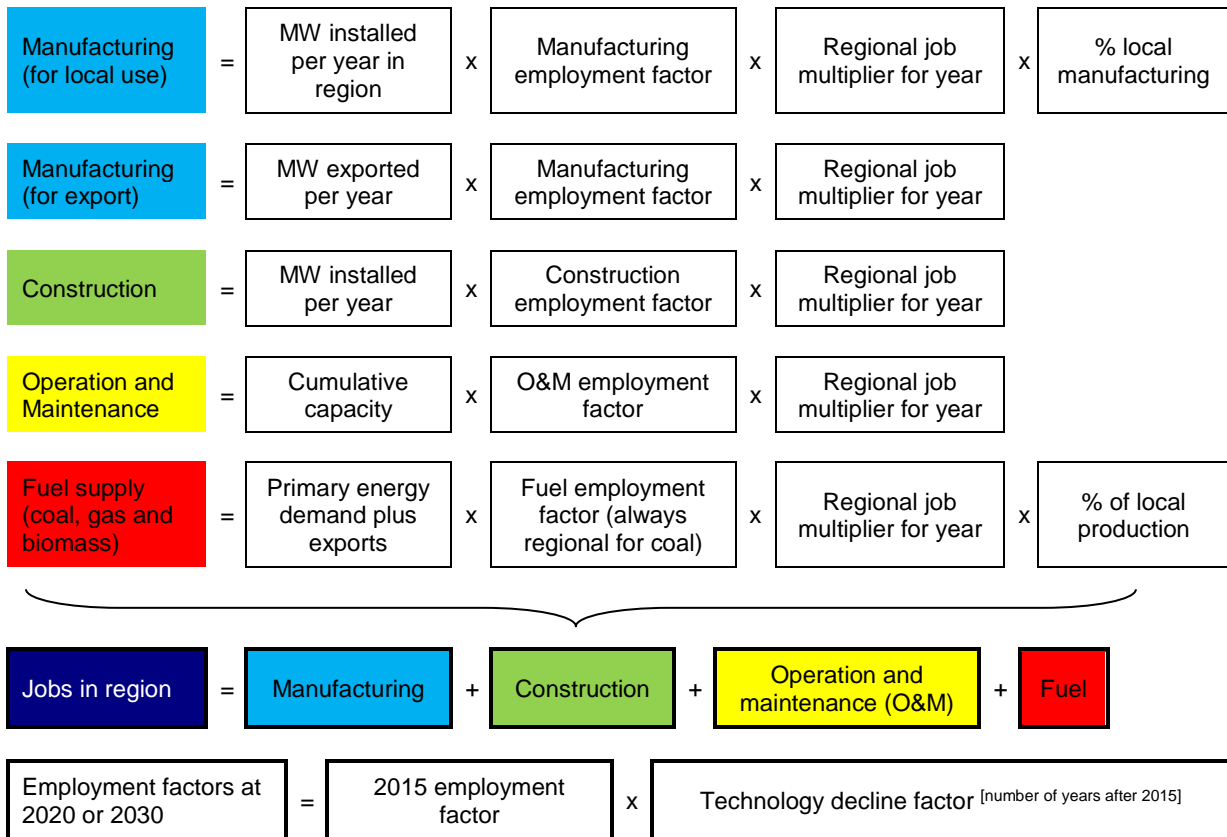 Manufacturing (for local use) = MW installed per year in region x Manufacturing employment factor x Regional job multiplier for year x % local manufacturing
Manufacturing (for export) = MW exported per year x Manufacturing employment factor x Regional job multiplier for year
Construction = MW installed per year x Construction employment factor x Regional job multiplier for year
Operation and Maintenance = Cumulative capacity x O&M employment factor x Regional job multiplier for year
Fuel supply (coal, gas and biomass) = Primary energy demand plus exports x Fuel employment factor (always regional for coal) x Regional job multiplier for year x % of local production
Jobs in region = Manufacturing + Construction + Operation and maintenance (O&M) + Fuel
Employment factors at 2020 or 2030 = 2015 employment factor x Technology decline factor [number of years after 2015]